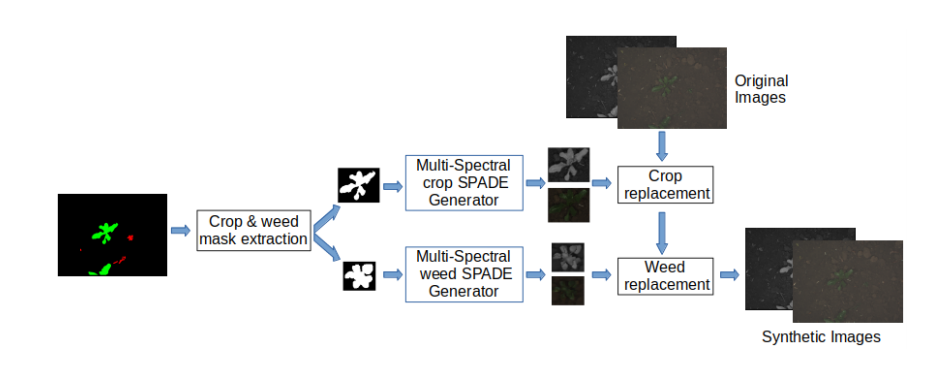 Original
Images
Multi-Spectral
crop SPADE
Generator
Crop
replacement
Crop & weed
mask extraction
Multi-Spectral
weed SPADE
Generator
Weed
replacement
Synthetic Images